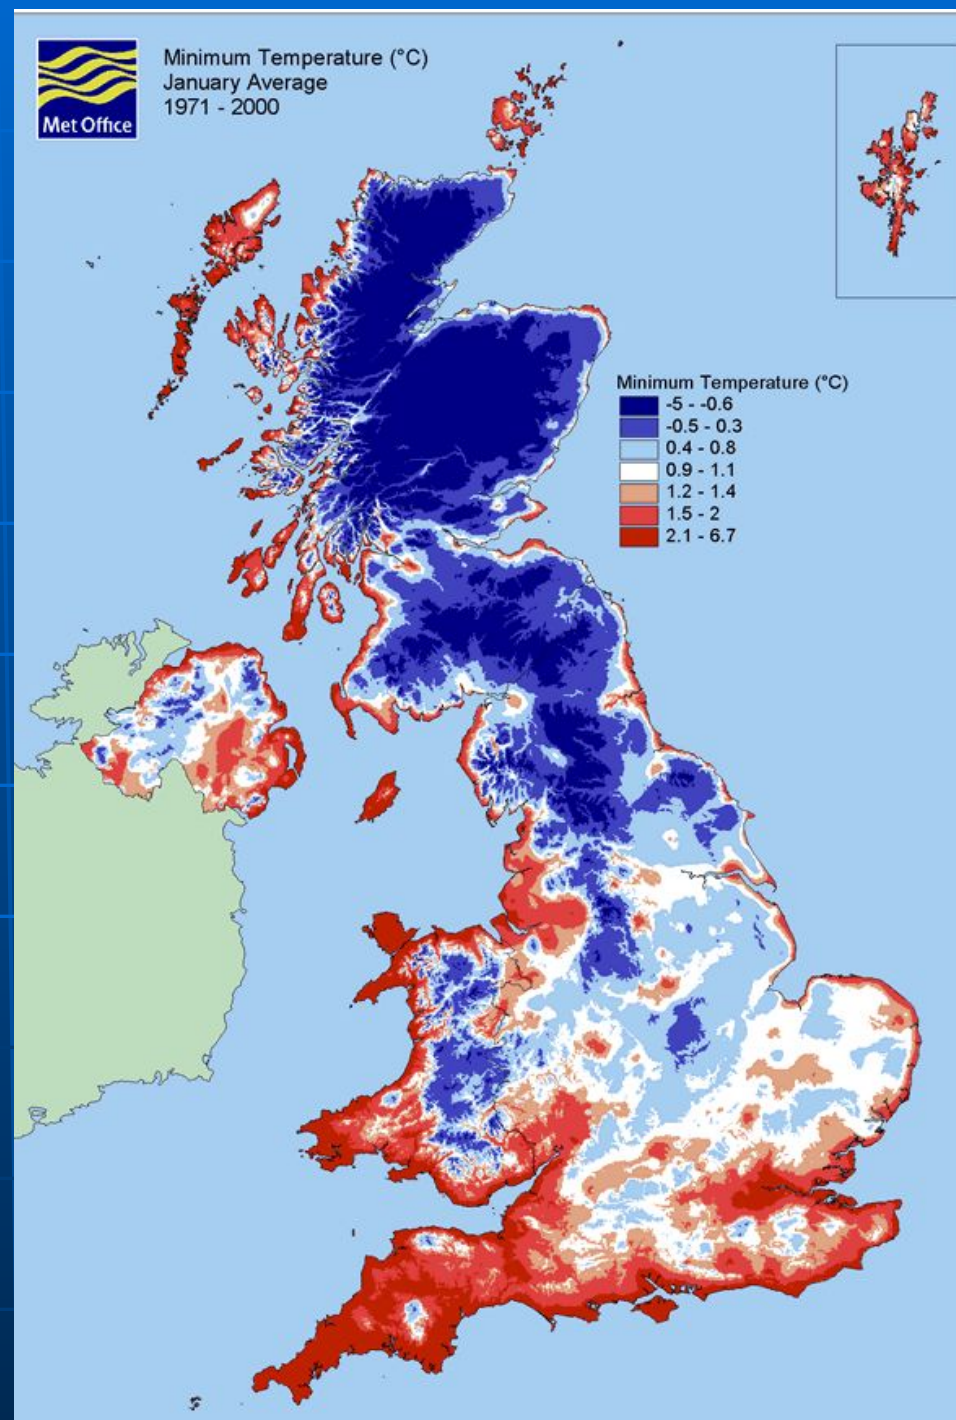 Met Office
Minimum Temperature (°C)
January Average
1971 - 2000
Minimum Temperature (°C)
-5 - -0.6
-0.5 - 0.3
0.4 - 0.8
0.9 - 1.1
1.2 - 1.4
1.5 - 2
2.1 - 6.7